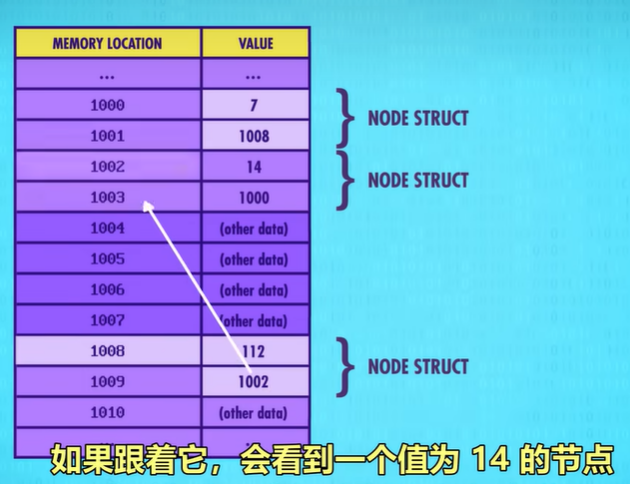 MEMORY LOCATION VALUE
... ...
1000 7
1001 1008
NODE STRUCT
1002 14
1003 1000
NODE STRUCT
1004 (other data)
1005 (other data)
1006 (other data)
1007 (other data)
1008 112
1009 1002
NODE STRUCT
1010 (other data)
如果跟着它，会看到一个值为 14 的节点